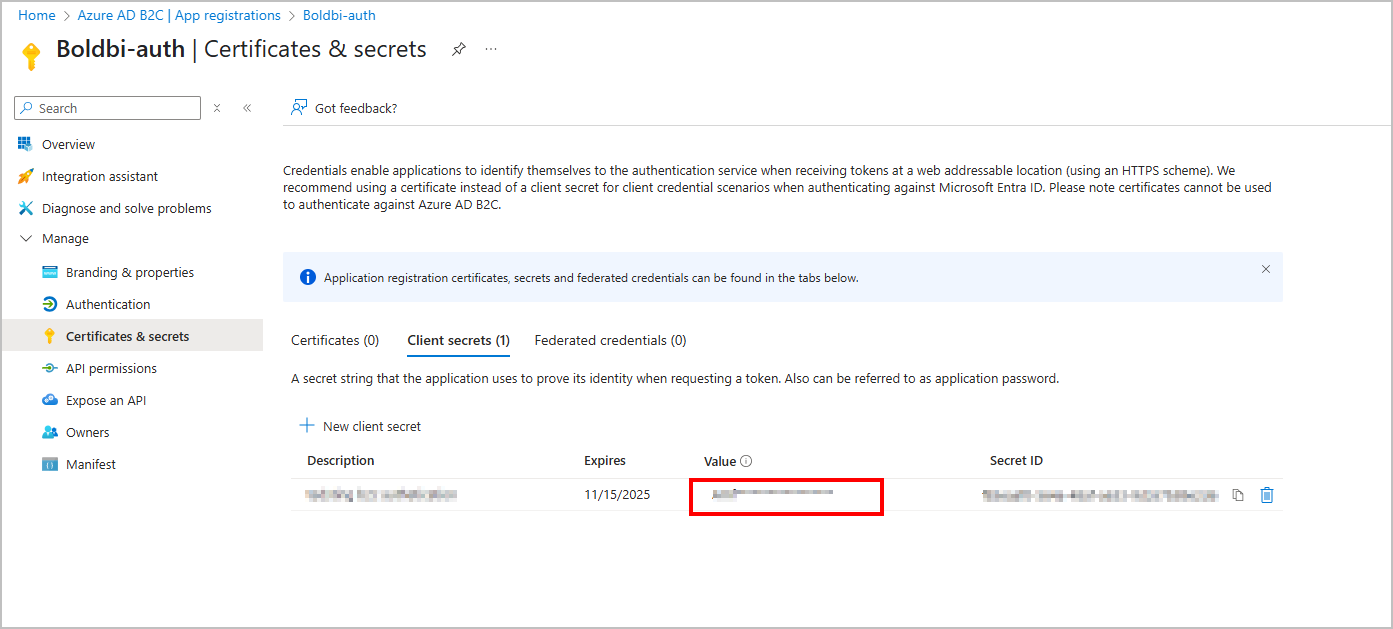 Home > Azure AD B2C | App registrations > Boldbi-auth
Boldbi-auth | Certificates & secrets ...
Search
Got feedback?
Overview
Integration assistant
Diagnose and solve problems
Manage
Branding & properties
Authentication
Certificates & secrets
API permissions
Expose an API
Owners
Manifest
Credentials enable applications to identify themselves to the authentication service when receiving tokens at a web addressable location (using an HTTPS scheme). We
recommend using a certificate instead of a client secret for client credential scenarios when authenticating against Microsoft Entra ID. Please note certificates cannot be used
to authenticate against Azure AD B2C.
Application registration certificates, secrets and federated credentials can be found in the tabs below.
Certificates (0) Client secrets (1) Federated credentials (0)
A secret string that the application uses to prove its identity when requesting a token. Also can be referred to as application password.
New client secret
Description Expires Value Secret ID
11/15/2025